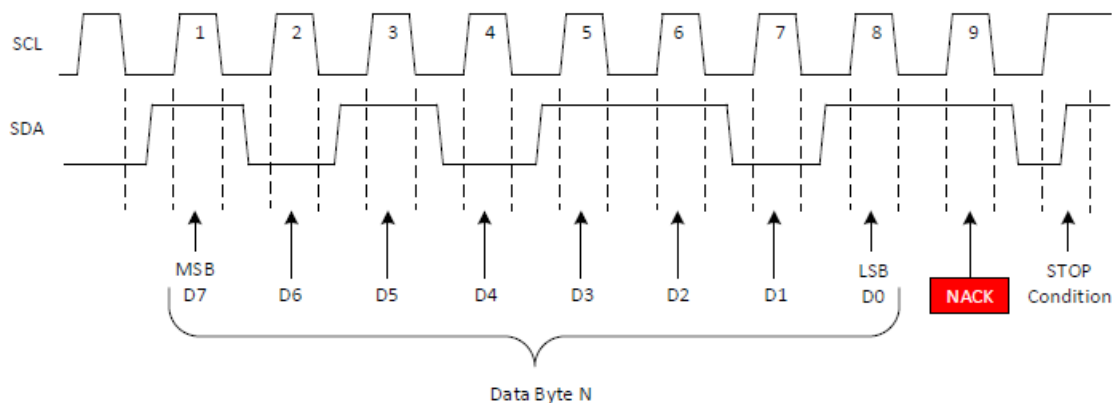 SCL
1 2 3 4 5 6 7 8 9
SDA
MSB LSB STOP
D7 D6 D5 D4 D3 D2 D1 D0 NACK Condition
Data Byte N